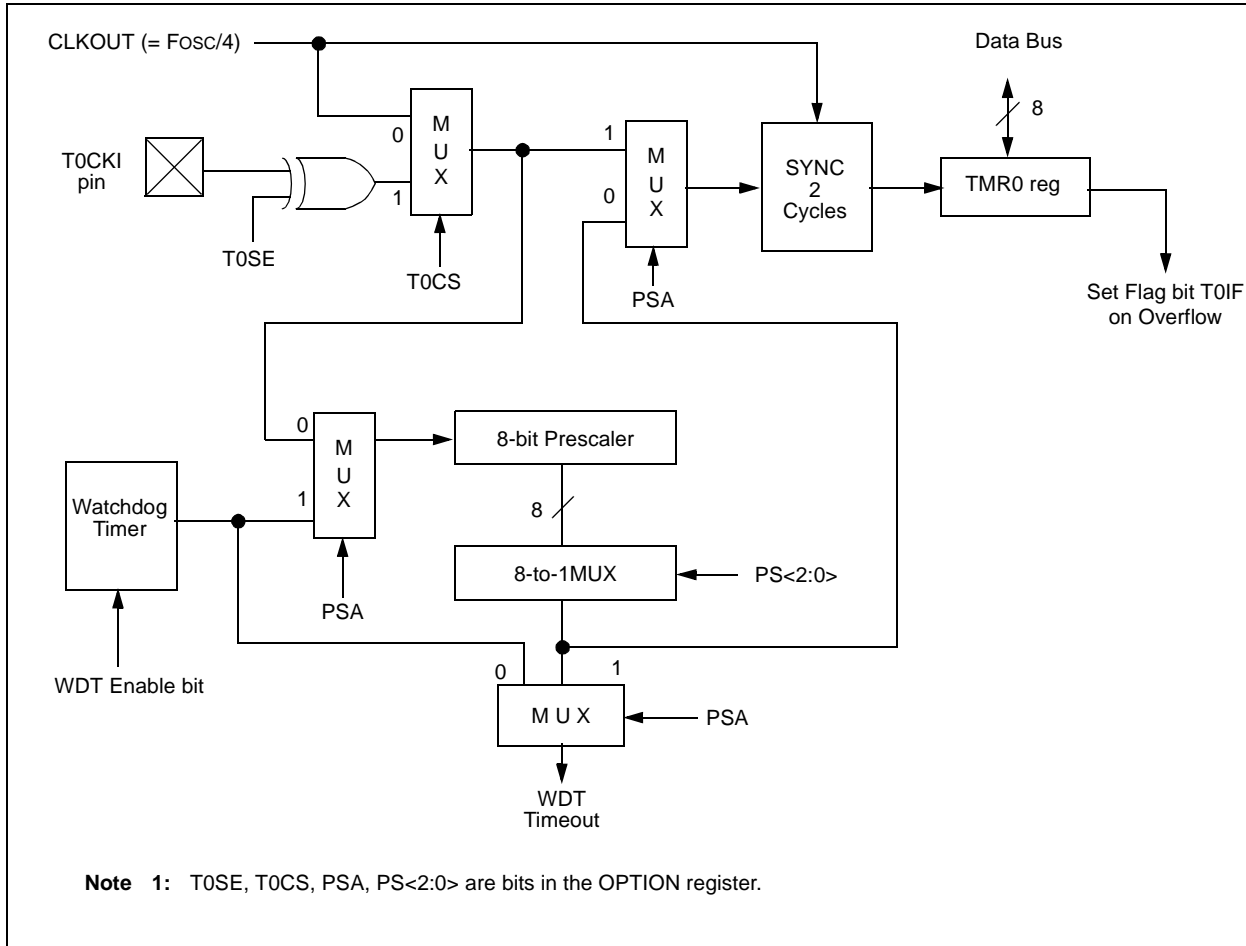 CLKOUT (= FOSC/4)
Data Bus
8
T0CKI
pin
T0SE
0
1
M
U
X
T0CS
1
0
M
U
X
PSA
SYNC
2
Cycles
TMR0 reg
Set Flag bit T0IF
on Overflow
0
1
M
U
X
PSA
8-bit Prescaler
8
8-to-1MUX
PS<2:0>
Watchdog
Timer
WDT Enable bit
0
1
M U X
PSA
WDT
Timeout
Note 1: T0SE, T0CS, PSA, PS<2:0> are bits in the OPTION register.